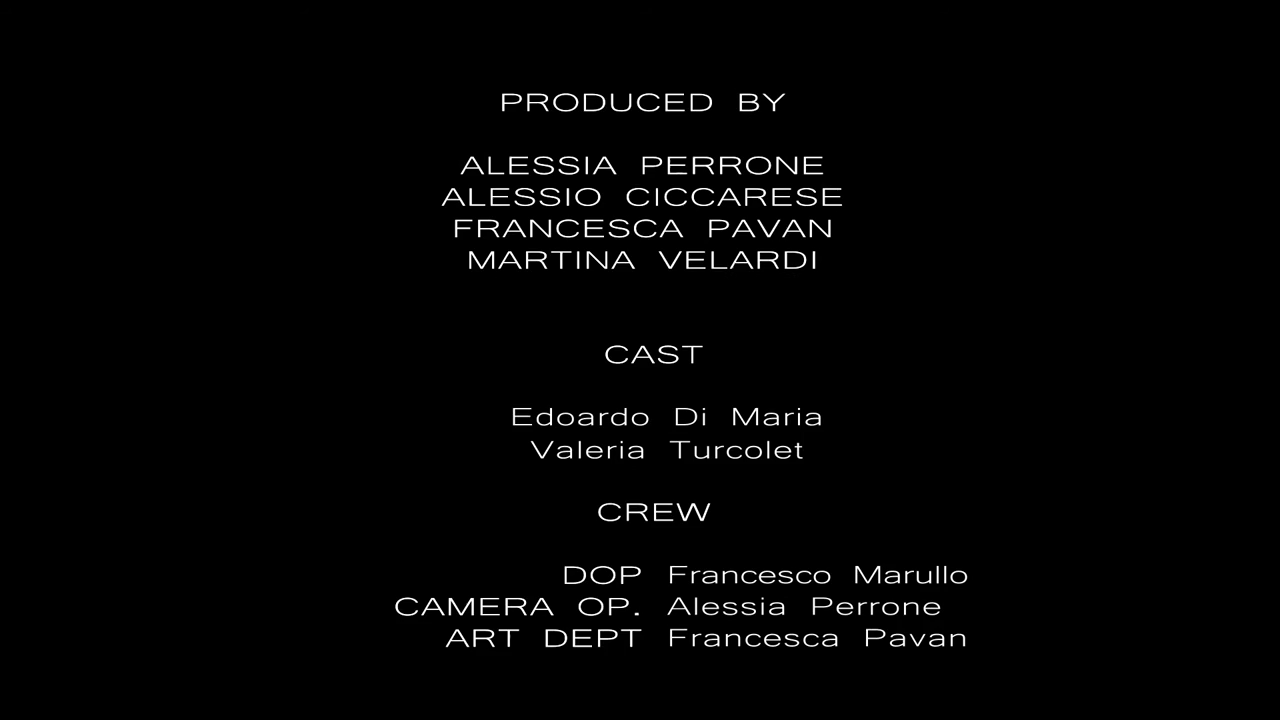 PRODUCED BY
ALESSIA PERRONE
ALESSIO CICCARESE
FRANCESCA PAVAN
MARTINA VELARDI
CAST
Edoardo Di Maria
Valeria Turcolet
CREW
DOP Francesco Marullo
CAMERA OP. Alessia Perrone
ART DEPT Francesca Pavan